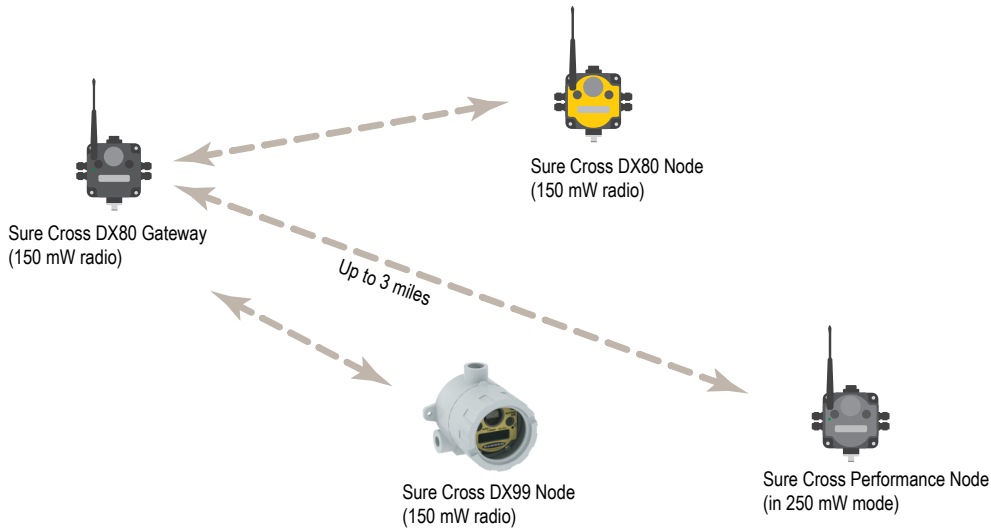 Sure Cross DX80 Node
(150 mW radio)
Sure Cross DX80 Gateway
(150 mW radio)
Up to 3 miles
Sure Cross DX99 Node
(150 mW radio)
Sure Cross Performance Node
(in 250 mW mode)